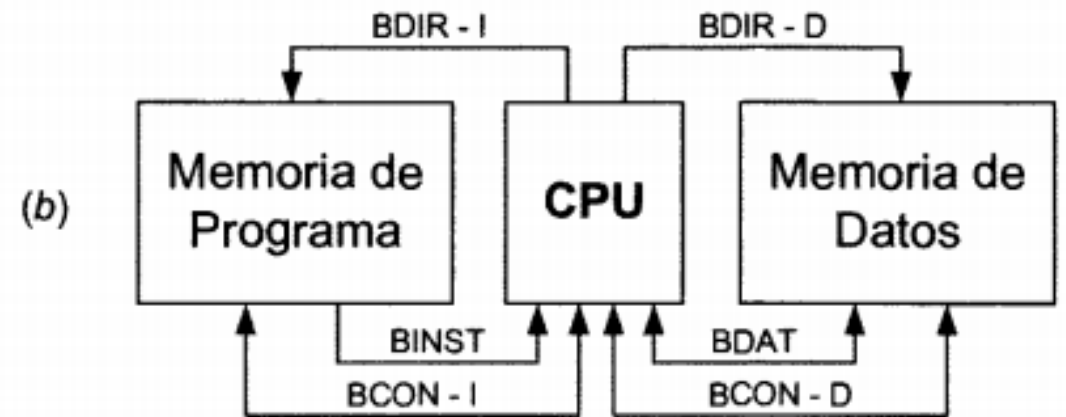 BDIR - I
BDIR - D
(b)
Memoria de
Programa
CPU
Memoria de
Datos
BINST
BDAT
BCON - I
BCON - D